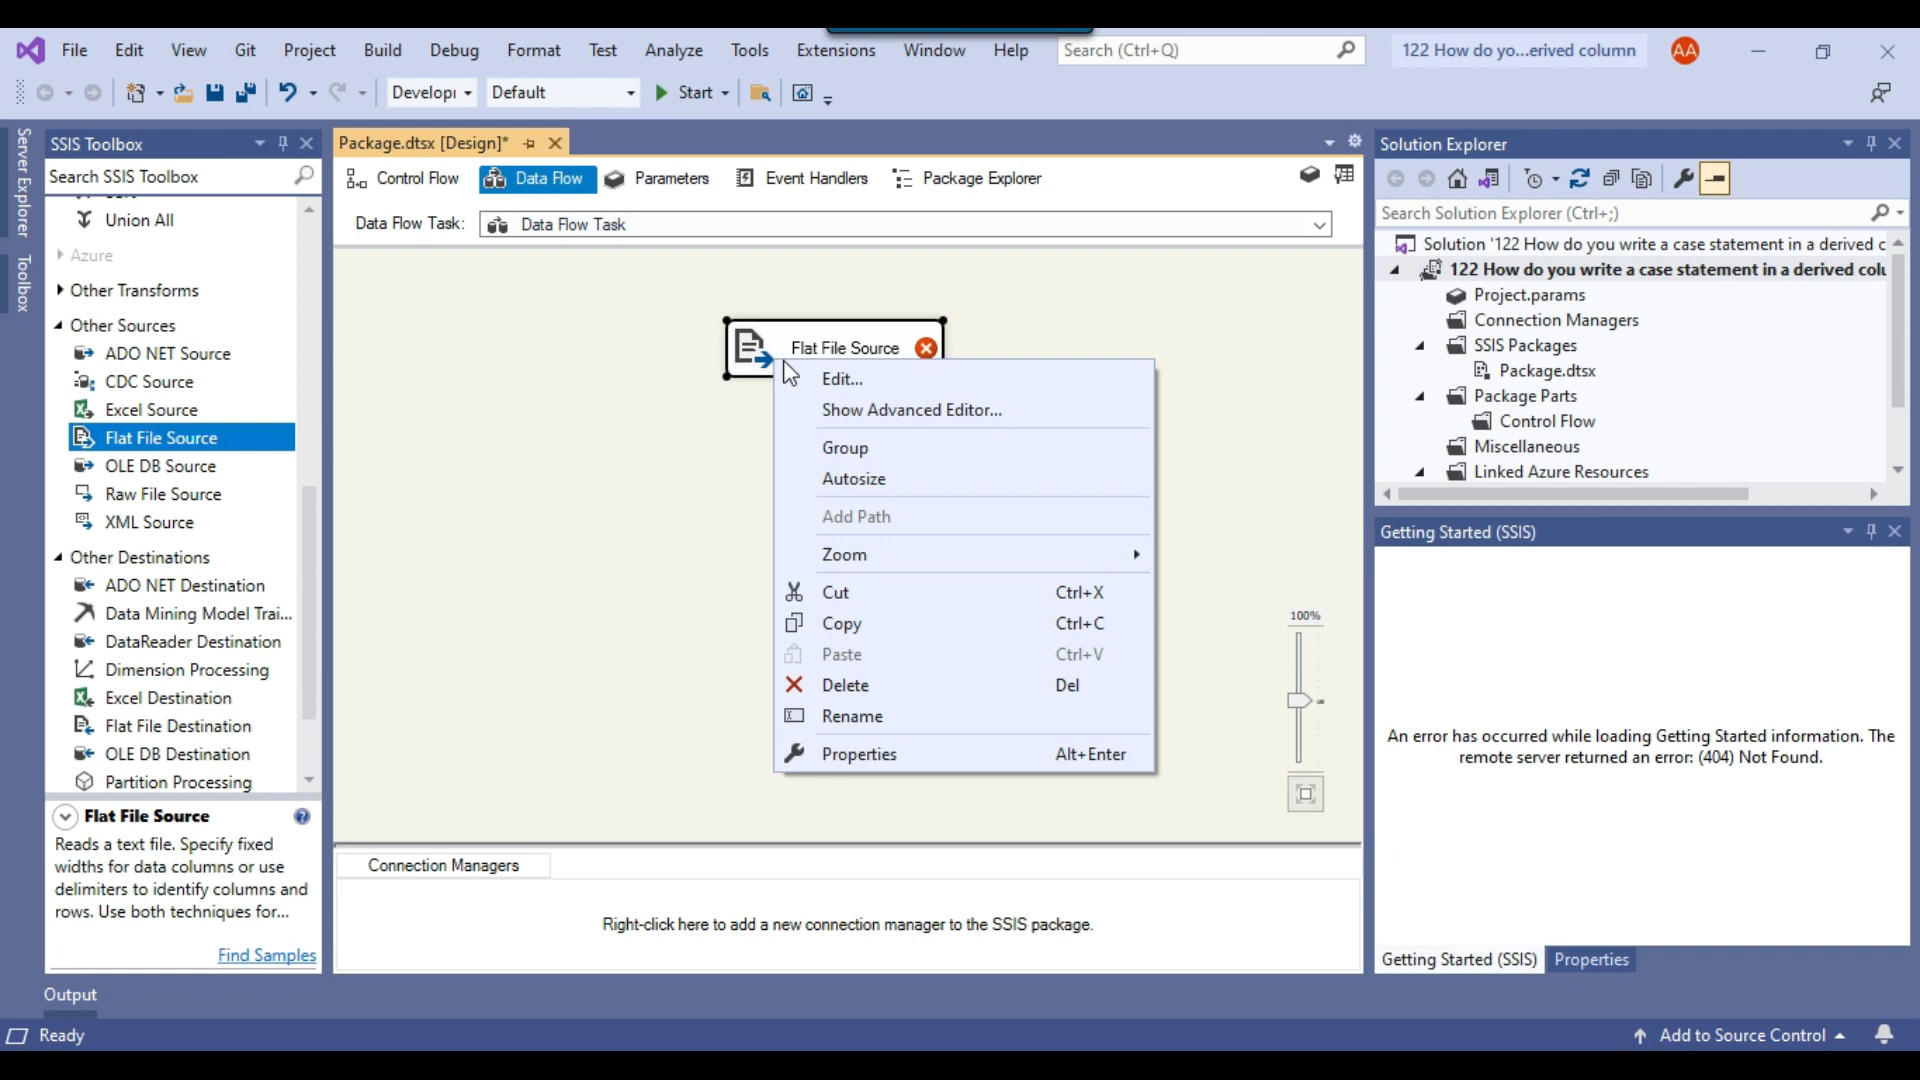 File Edit View Git Project Build Debug Format Test Analyze Tools Extensions Window Help Search (Ctrl+Q) 122 How do yo...erived column AA
Developi Default Start
Server Explorer
Toolbox
SSIS Toolbox
Search SSIS Toolbox
Union All
Azure
Other Transforms
Other Sources
ADO NET Source
CDC Source
Excel Source
Flat File Source
OLE DB Source
Raw File Source
XML Source
Other Destinations
ADO NET Destination
Data Mining Model Trai...
DataReader Destination
Dimension Processing
Excel Destination
Flat File Destination
OLE DB Destination
Partition Processing
Flat File Source
Reads a text file. Specify fixed
widths for data columns or use
delimiters to identify columns and
rows. Use both techniques for...
Find Samples
Package.dtsx [Design]*
Control Flow Data Flow Parameters Event Handlers Package Explorer
Data Flow Task: Data Flow Task
Flat File Source
Edit...
Show Advanced Editor...
Group
Autosize
Add Path
Zoom
Cut Ctrl+X
Copy Ctrl+C
Paste Ctrl+V
Delete Del
Rename
Properties Alt+Enter
100%
Connection Managers
Right-click here to add a new connection manager to the SSIS package.
Solution Explorer
Search Solution Explorer (Ctrl+;)
Solution '122 How do you write a case statement in a derived c
122 How do you write a case statement in a derived colu
Project.params
Connection Managers
SSIS Packages
Package.dtsx
Package Parts
Control Flow
Miscellaneous
Linked Azure Resources
Getting Started (SSIS)
An error has occurred while loading Getting Started information. The
remote server returned an error: (404) Not Found.
Getting Started (SSIS) Properties
Output
Ready Add to Source Control